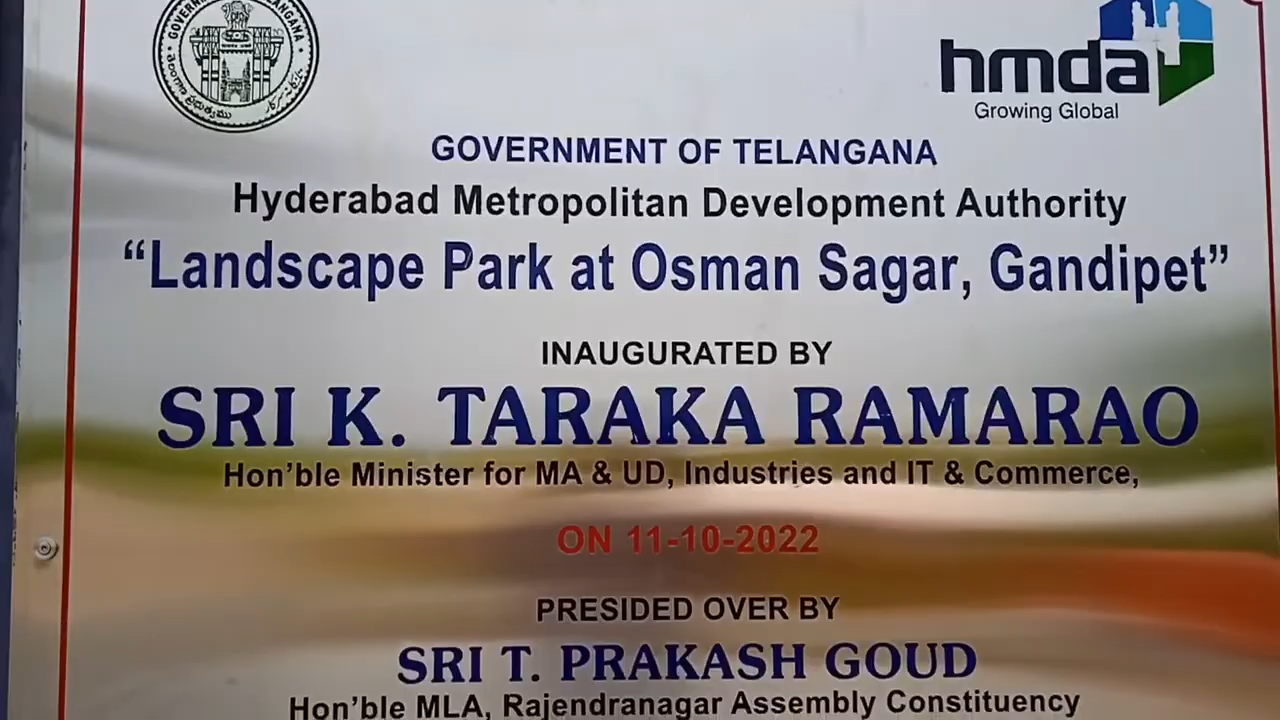 hmda
Growing Global
GOVERNMENT OF TELANGANA
Hyderabad Metropolitan Development Authority
“Landscape Park at Osman Sagar, Gandipet”
INAUGURATED BY
SRI K. TARAKA RAMARAO
Hon’ble Minister for MA & UD, Industries and IT & Commerce,
ON 11-10-2022
PRESIDED OVER BY
SRI T. PRAKASH GOUD
Hon’ble MLA, Rajendranagar Assembly Constituency